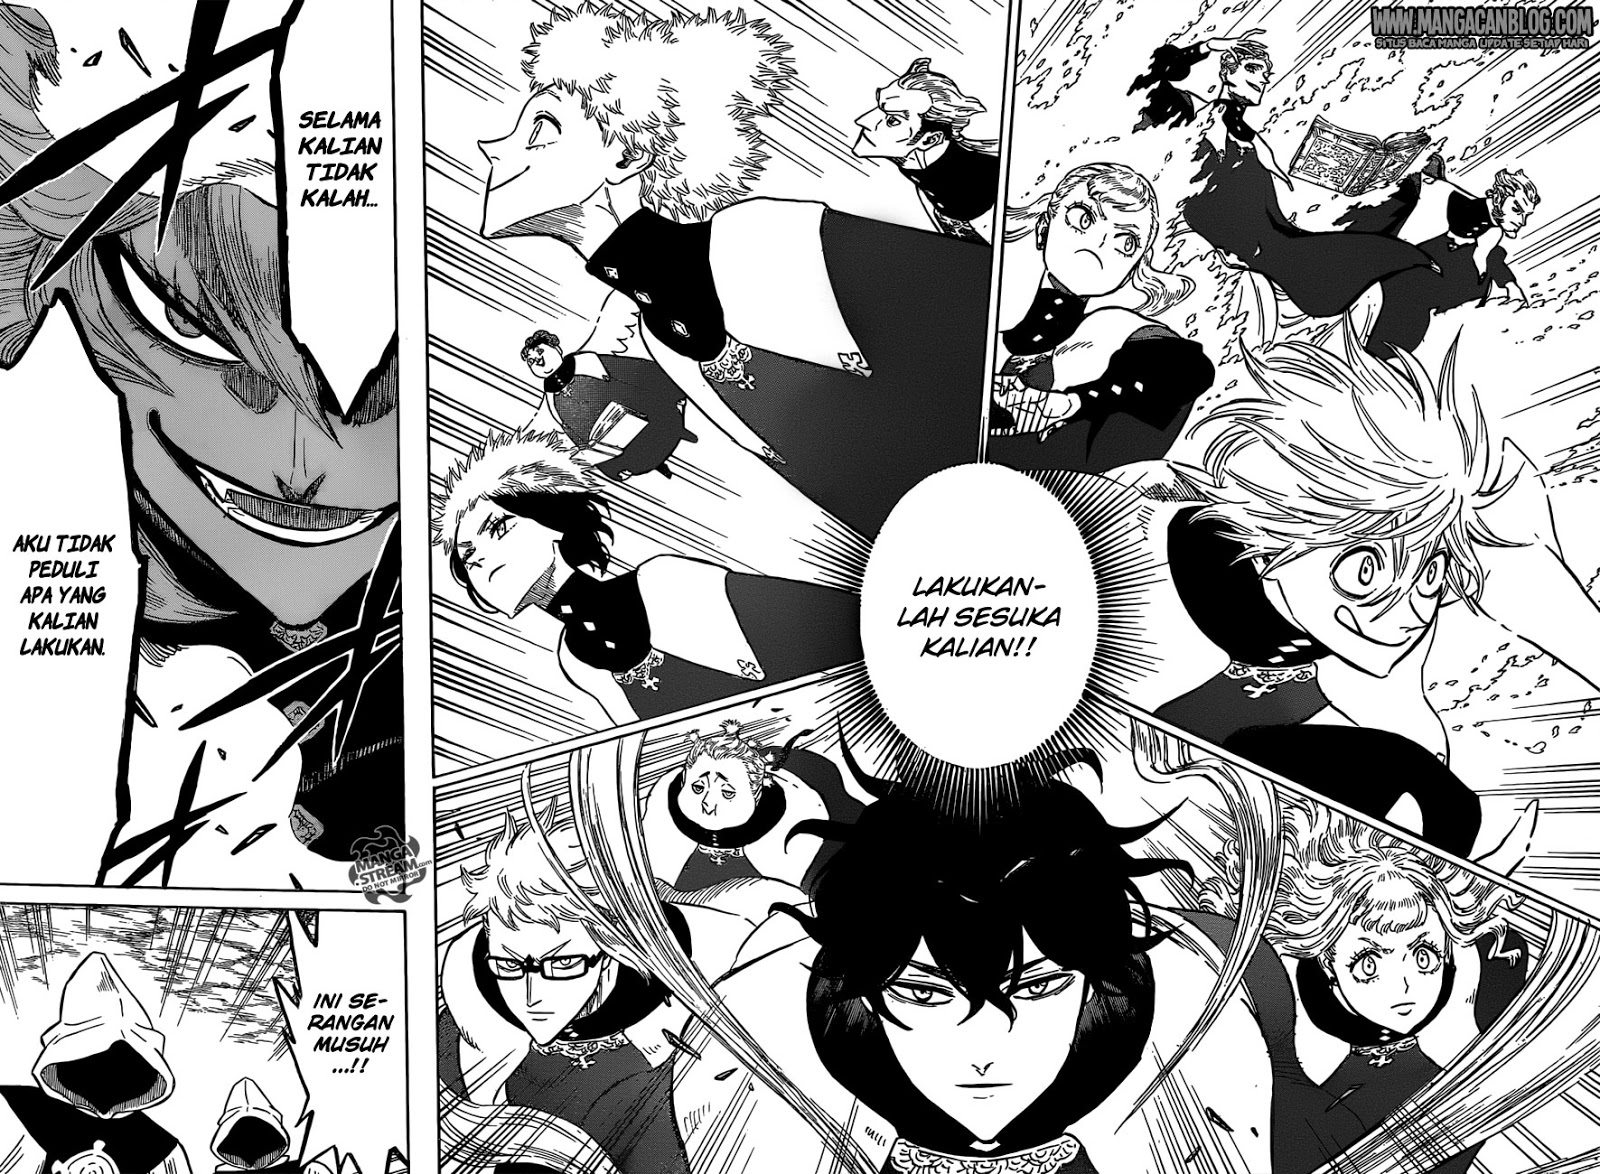 WWW.MANGACANBLOG.COM
SITUS BACA MANGA UPDATE SETIAP HARI
LAKUKAN-
LAH SESUKA
KALIAN!!
SELAMA
KALIAN
TIDAK
KALAH...
AKU TIDAK
PEDULI
APA YANG
KALIAN
LAKUKAN.
MANGA
STREAM.com
DO NOT MIRROR
INI SE-
RANGAN
MUSUH
...!!